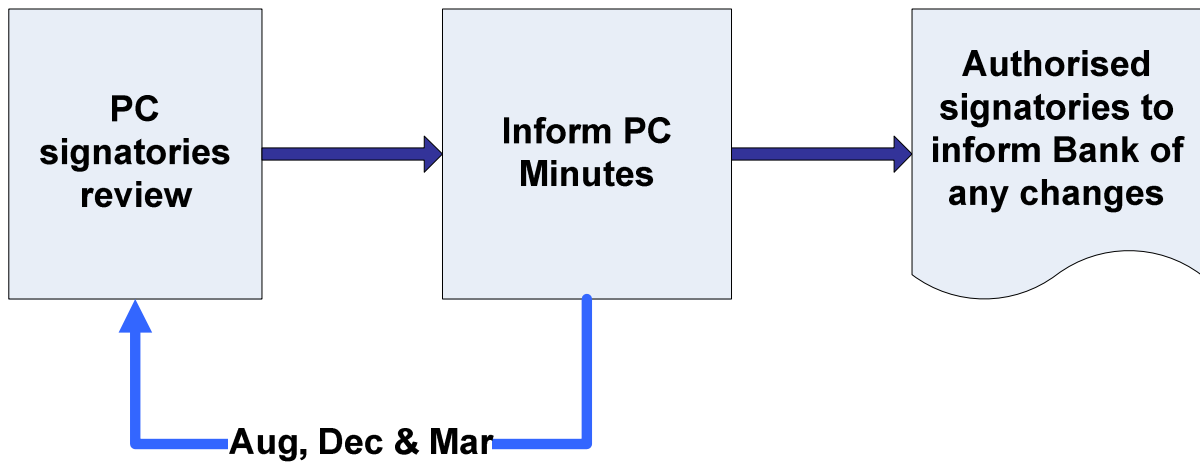 PC
signatories
review
Inform PC
Minutes
Authorised
signatories to
inform Bank of
any changes
Aug, Dec & Mar